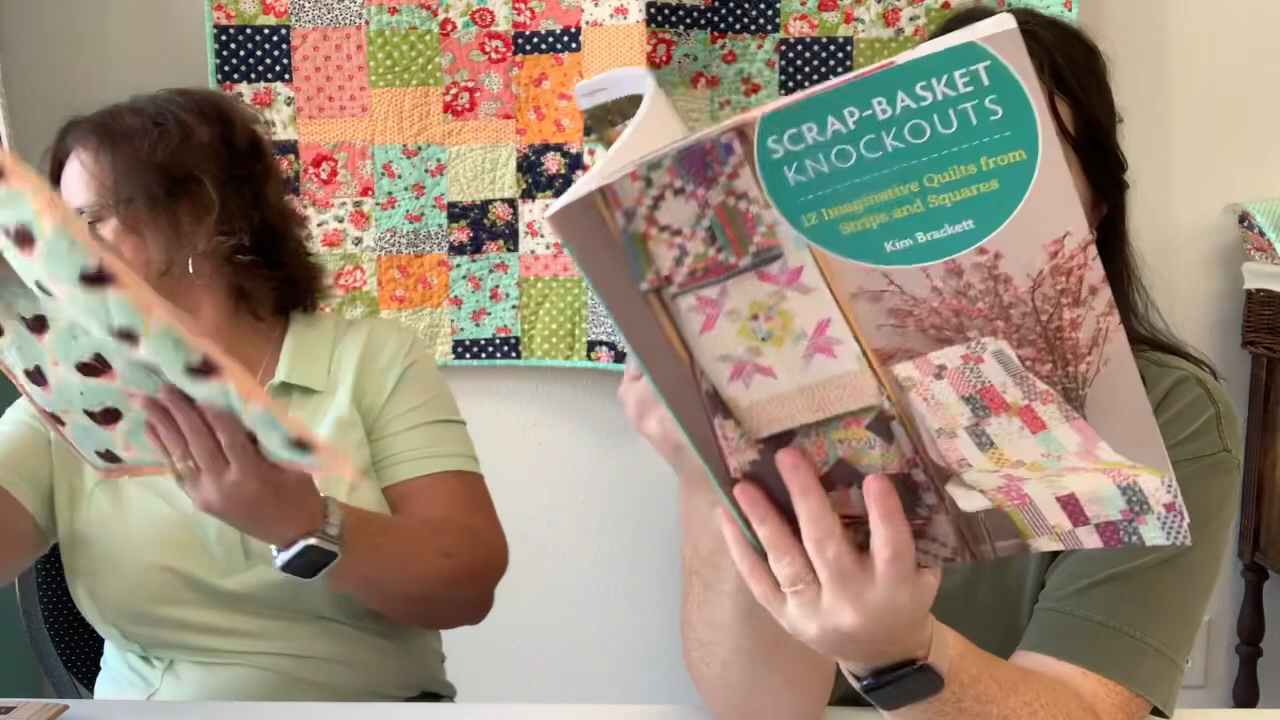 SCRAP-BASKET
KNOCKOUTS
12 Imaginative Quilts from
Strips and Squares
Kim Brackett